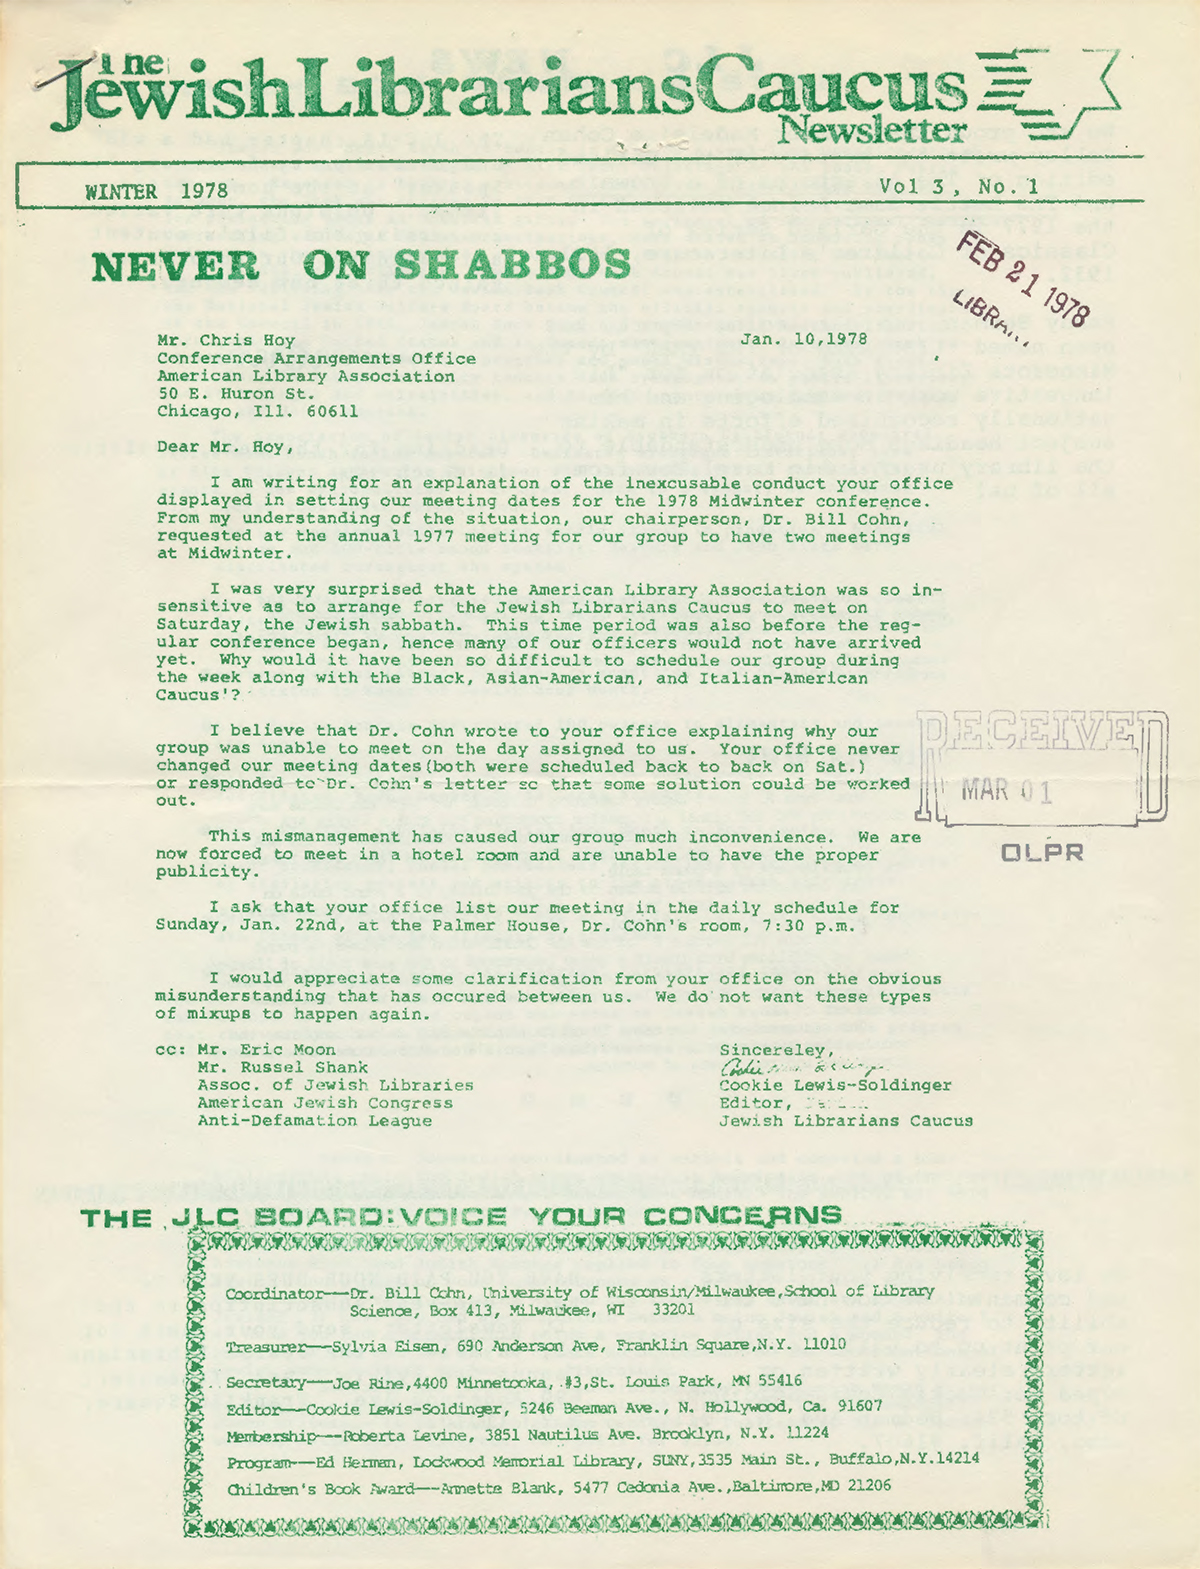 The
Jewish Librarians Caucus
Newsletter
WINTER 1978
Vol 3, No. 1
NEVER ON SHABBOS
FEB 21 1978
Mr. Chris Hoy
Jan. 10,1978
Conference Arrangements Office
American Library Association
50 E. Huron St.
Chicago, Ill. 60611
Dear Mr. Hoy,
I am writing for an explanation of the inexcusable conduct your office
displayed in setting our meeting dates for the 1978 Midwinter conference.
From my understanding of the situation, our chairperson, Dr. Bill Cohn,
requested at the annual 1977 meeting for our group to have two meetings
at Midwinter.
I was very surprised that the American Library Association was so in-
sensitive as to arrange for the Jewish Librarians Caucus to meet on
Saturday, the Jewish sabbath. This time period was also before the reg-
ular conference began, hence many of our officers would not have arrived
yet. Why would it have been so difficult to schedule our group during
the week along with the Black, Asian-American, and Italian-American
Caucus'?
I believe that Dr. Cohn wrote to your office explaining why our
group was unable to meet on the day assigned to us. Your office never
changed our meeting dates(both were scheduled back to back on Sat.)
or responded to Dr. Cohn's letter so that some solution could be worked
out.
RECEIVED
MAR 01
OLPR
This mismanagement has caused our group much inconvenience. We are
now forced to meet in a hotel room and are unable to have the proper
publicity.
I ask that your office list our meeting in the daily schedule for
Sunday, Jan. 22nd, at the Palmer House, Dr. Cohn's room, 7:30 p.m.
I would appreciate some clarification from your office on the obvious
misunderstanding that has occured between us. We do not want these types
of mixups to happen again.
cc: Mr. Eric Moon
Mr. Russel Shank
Assoc. of Jewish Libraries
American Jewish Congress
Anti-Defamation League
Sincereley,
Cookie Lewis-Soldinger
Editor,
Jewish Librarians Caucus
THE JLC BOARD:VOICE YOUR CONCERNS
Coordinator——Dr. Bill Cohn, University of Wisconsin/Milwaukee,School of Library
Science, Box 413, Milwaukee, WI 33201
Treasurer——Sylvia Eisen, 690 Anderson Ave, Franklin Square,N.Y. 11010
Secretary——Joe Rine,4400 Minnetooka, #3,St. Louis Park, MN 55416
Editor——Cookie Lewis-Soldinger, 5246 Beeman Ave., N. Hollywood, Ca. 91607
Membership——Roberta Levine, 3851 Nautilus Ave. Brooklyn, N.Y. 11224
Program——Ed Herman, Lockwood Memorial Library, SUNY,3535 Main St., Buffalo,N.Y.14214
Children's Book Award——Annette Blank, 5477 Cedonia Ave.,Baltimore,MD 21206